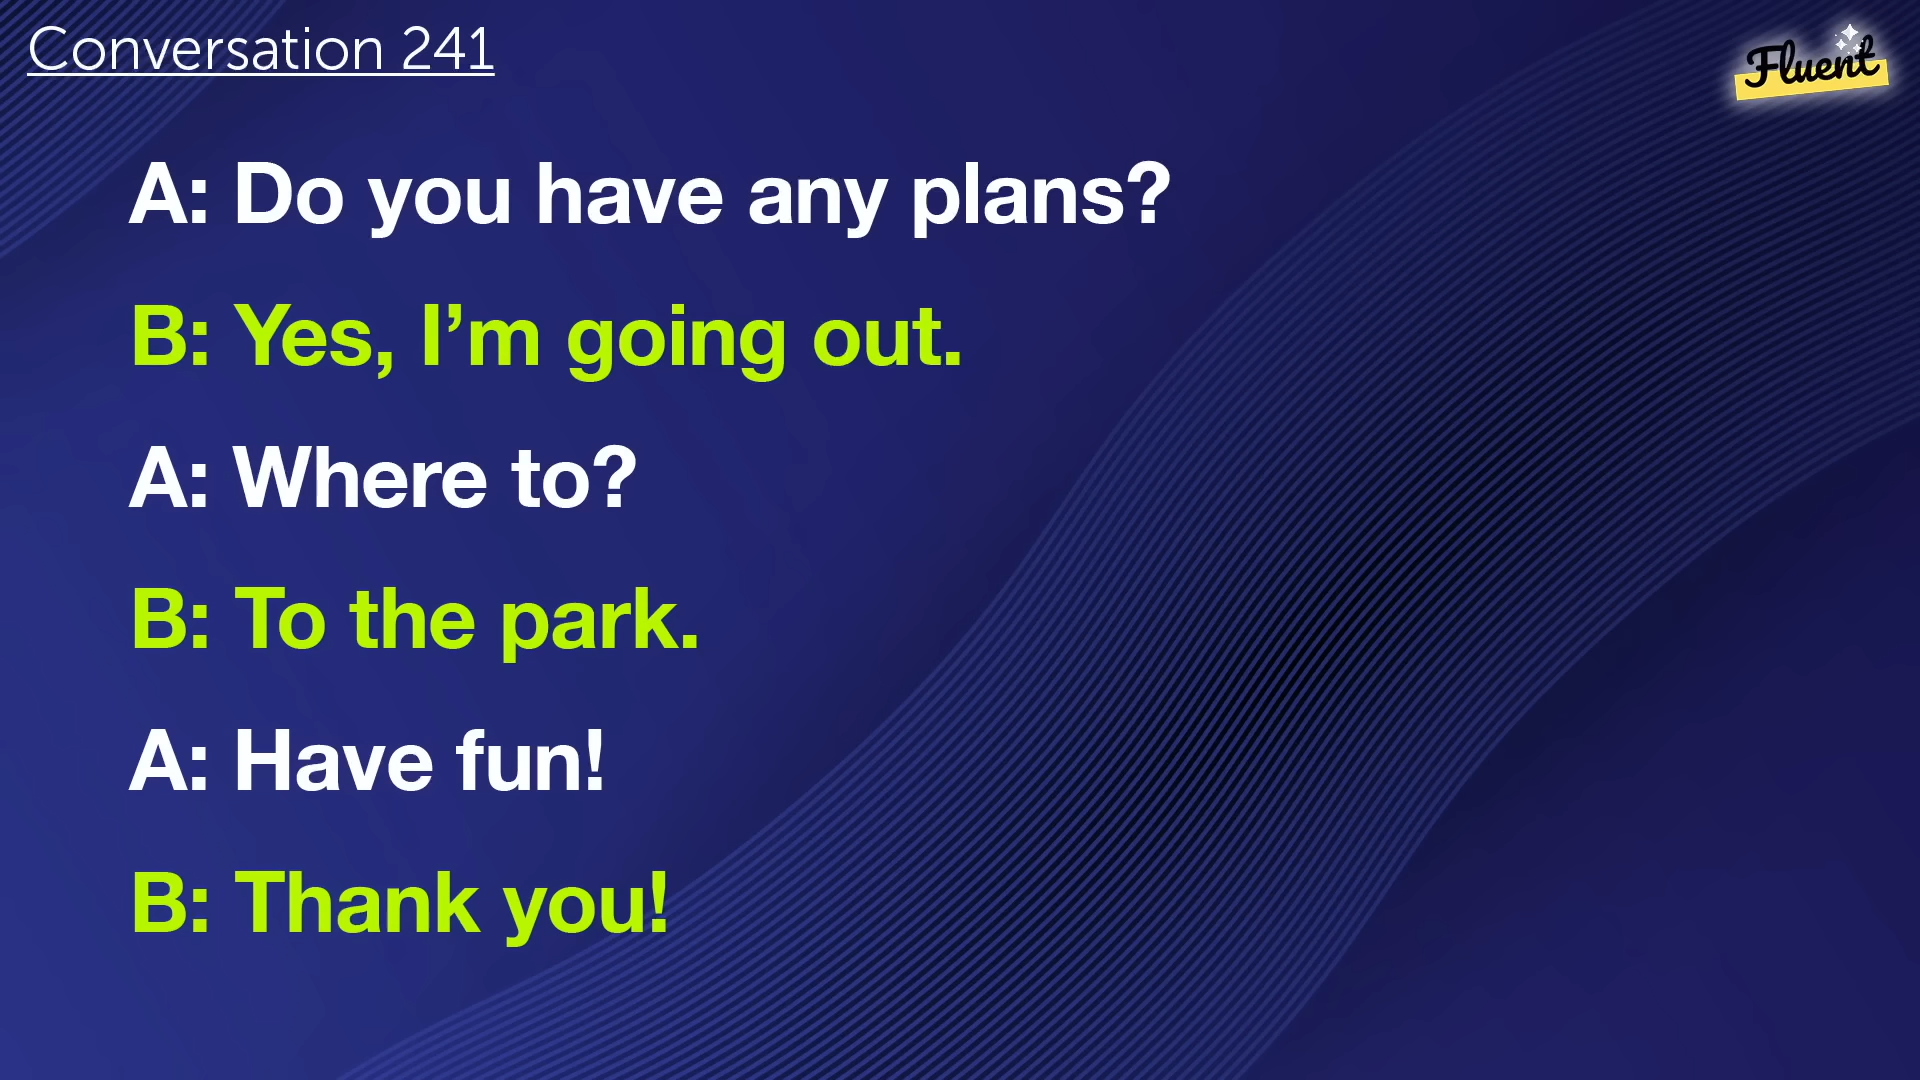 Conversation 241
Fluent
A: Do you have any plans?
B: Yes, I’m going out.
A: Where to?
B: To the park.
A: Have fun!
B: Thank you!